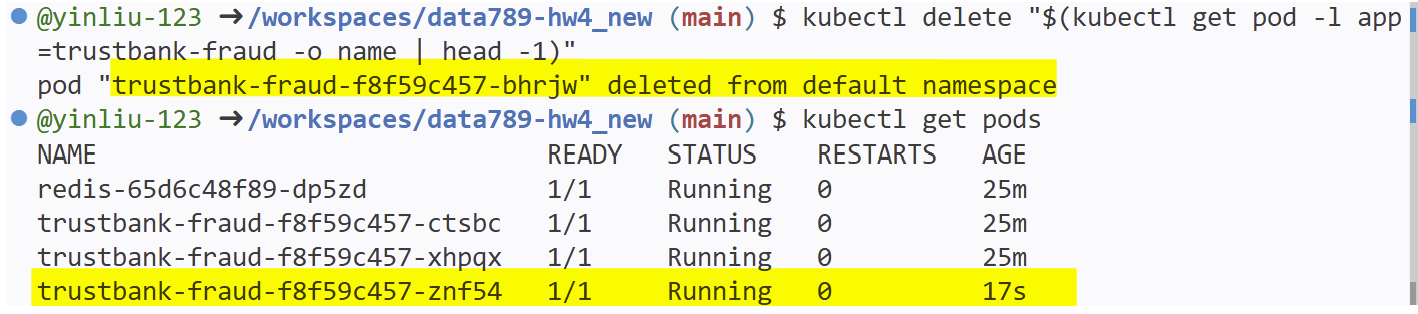 @yinliu-123 ➜/workspaces/data789-hw4_new (main) $ kubectl delete "$(kubectl get pod -l app
=trustbank-fraud -o name | head -1)"
pod "trustbank-fraud-f8f59c457-bhrjw" deleted from default namespace
@yinliu-123 ➜/workspaces/data789-hw4_new (main) $ kubectl get pods
NAME READY STATUS RESTARTS AGE
redis-65d6c48f89-dp5zd 1/1 Running 0 25m
trustbank-fraud-f8f59c457-ctsbc 1/1 Running 0 25m
trustbank-fraud-f8f59c457-xhpqx 1/1 Running 0 25m
trustbank-fraud-f8f59c457-znf54 1/1 Running 0 17s